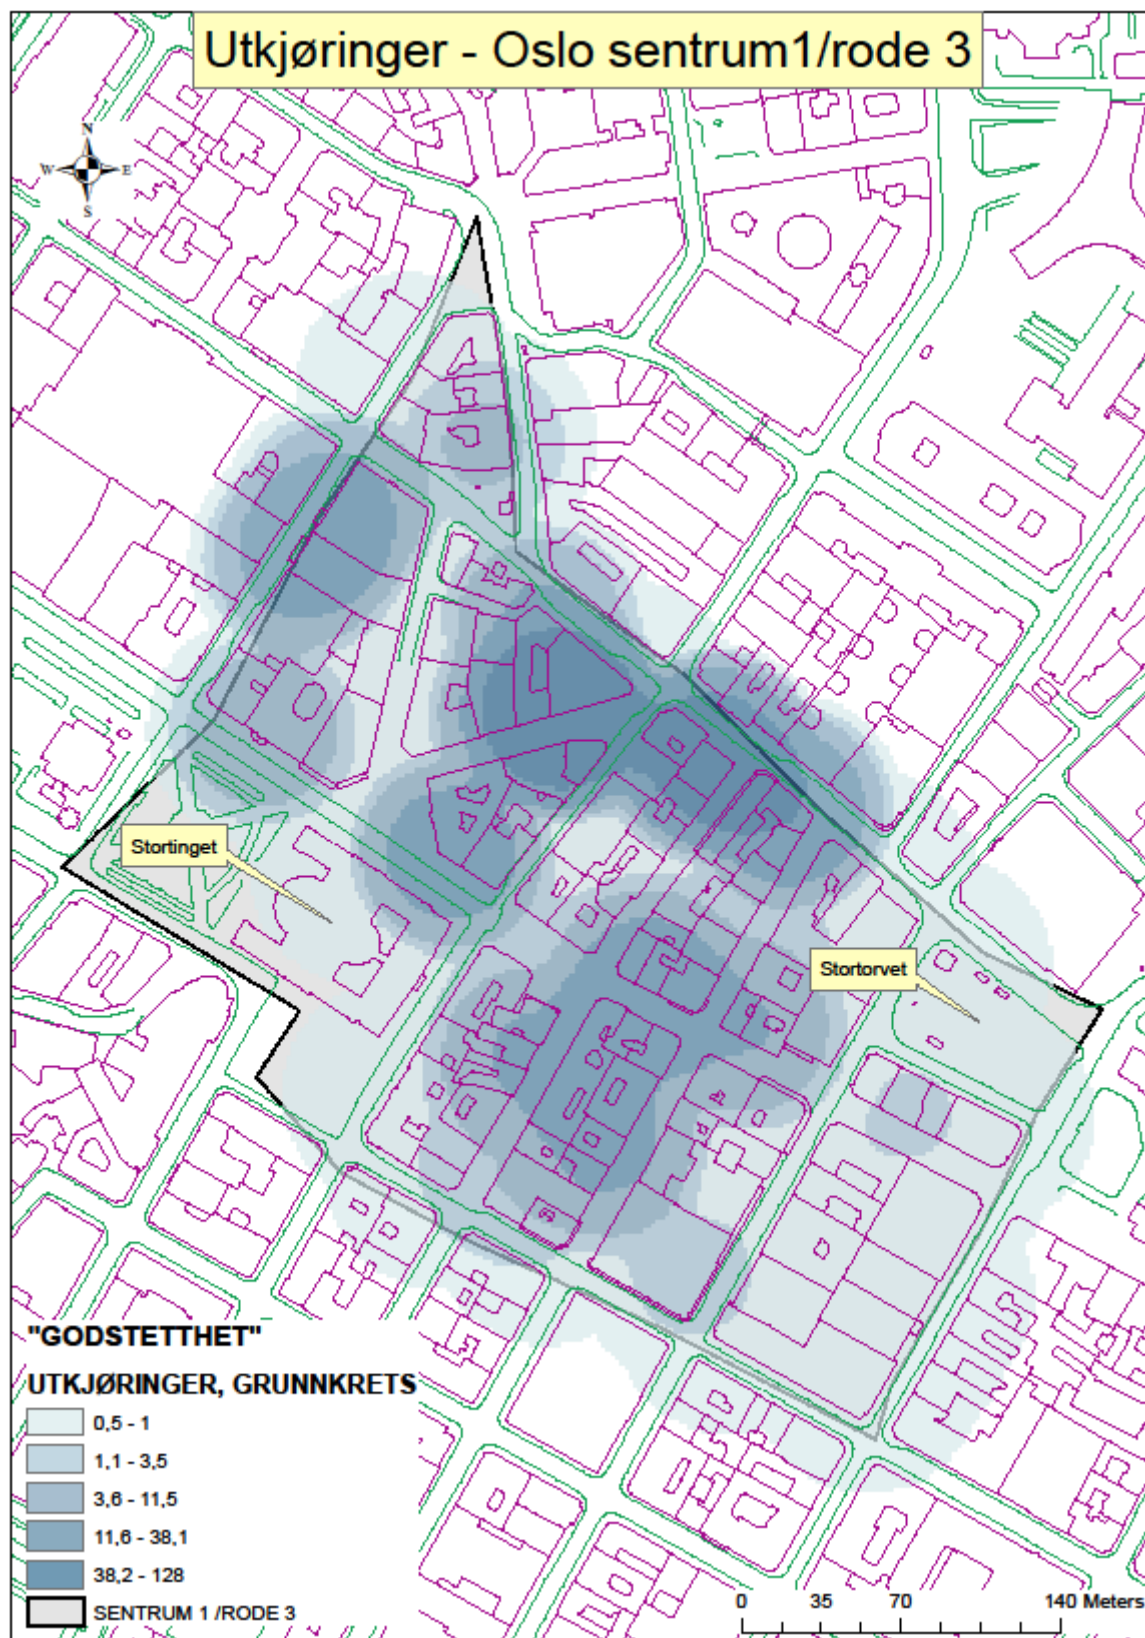 Utkjøringer - Oslo sentrum1/rode 3
N
W E
S
Stortinget
Stortorvet
"GODSTETTHET"
UTKJØRINGER, GRUNNKRETS
0,5 - 1
1,1 - 3,5
3,6 - 11,5
11,6 - 38,1
38,2 - 128
SENTRUM 1 /RODE 3
0 35 70 140 Meters